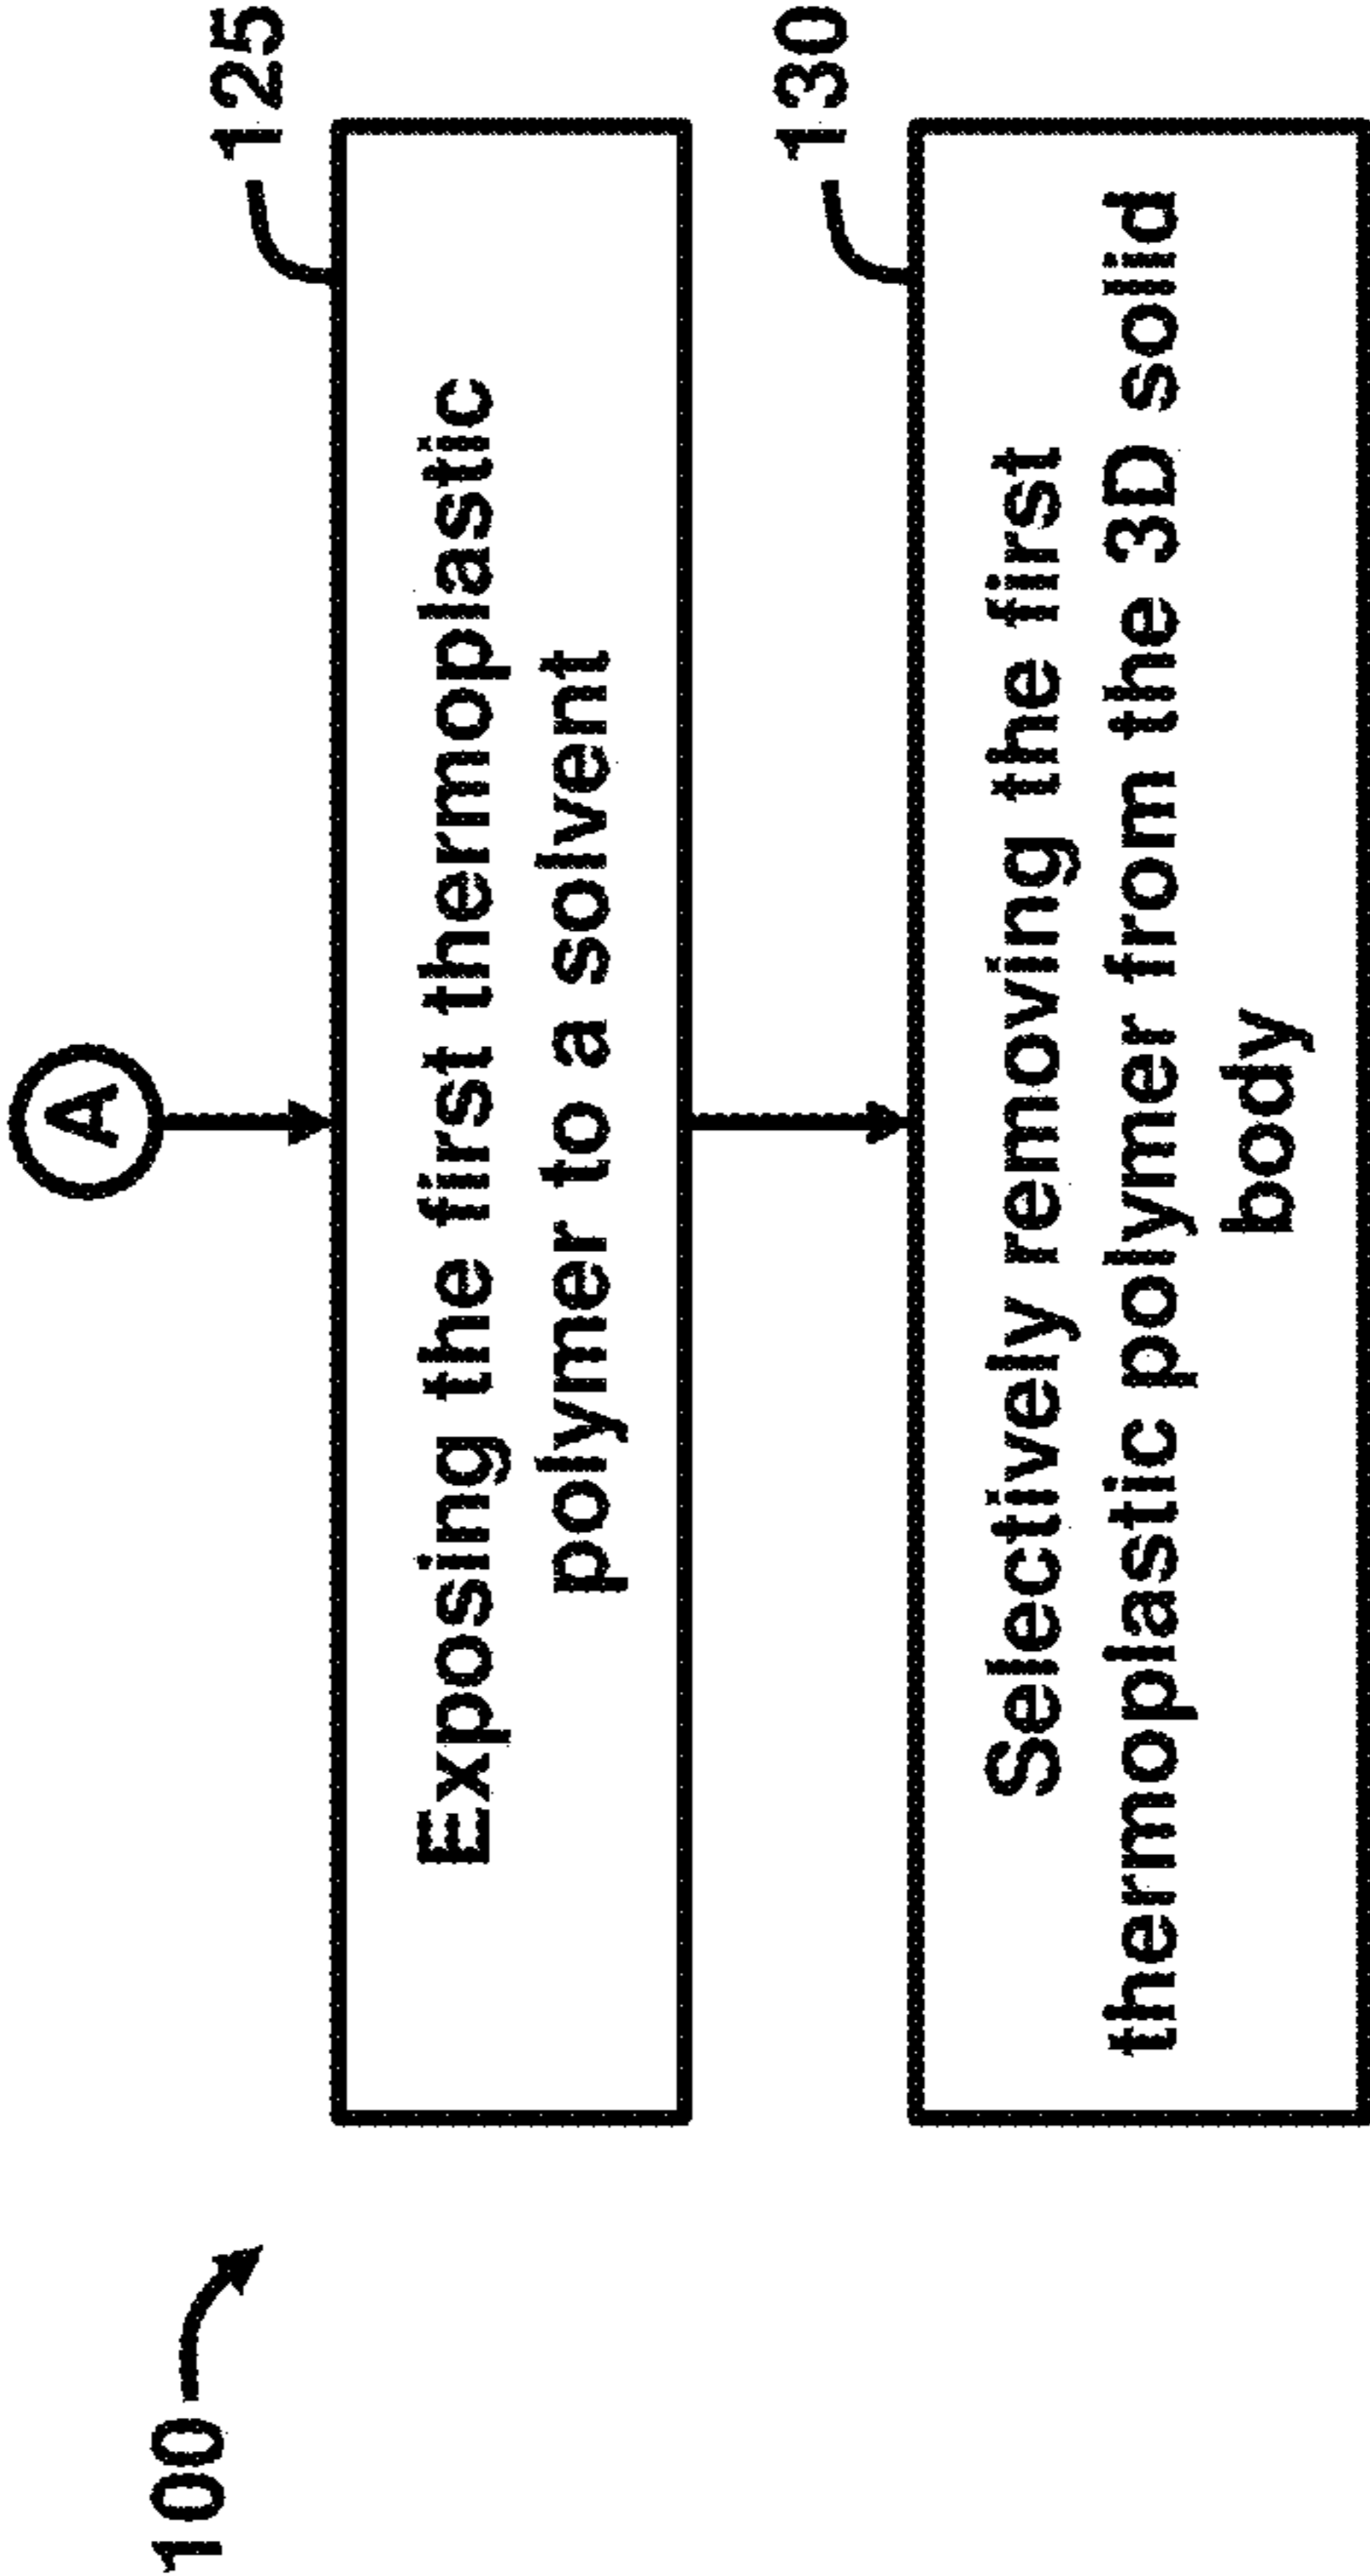 100
A
125
Exposing the first thermoplastic
polymer to a solvent
130
Selectively removing the first
thermoplastic polymer from the 3D solid
body